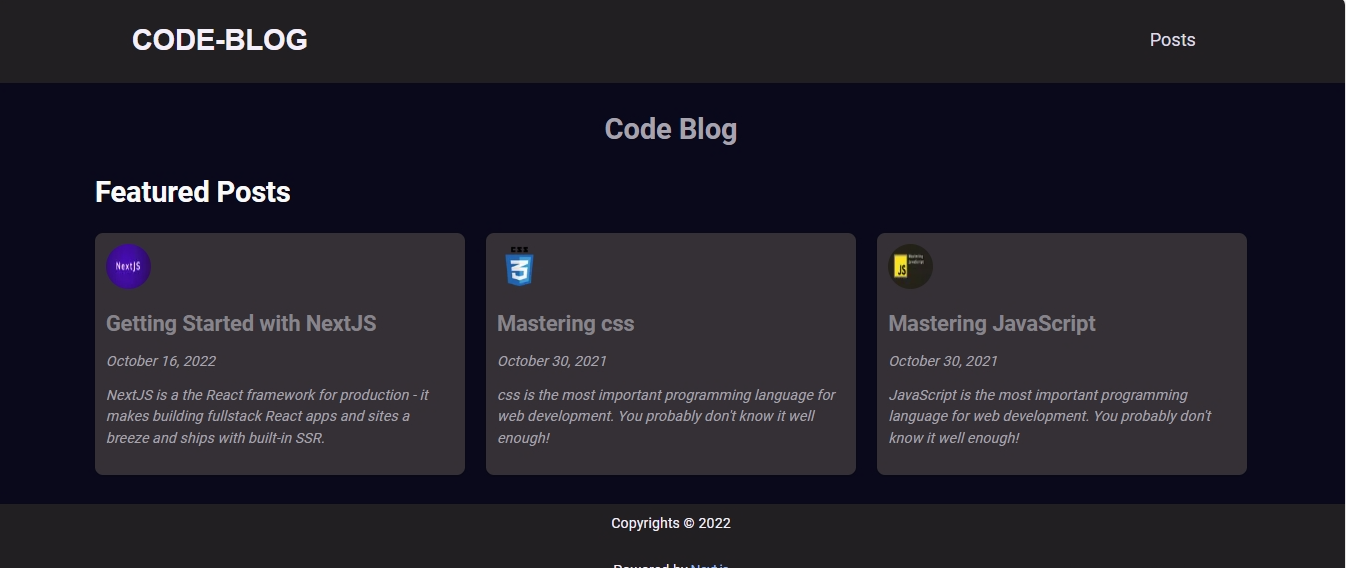 CODE-BLOG
Posts
Code Blog
Featured Posts
NextJS
Getting Started with NextJS
October 16, 2022
NextJS is a the React framework for production - it
makes building fullstack React apps and sites a
breeze and ships with built-in SSR.
CSS
Mastering css
October 30, 2021
css is the most important programming language for
web development. You probably don't know it well
enough!
Mastering
JavaScript
JS
Mastering JavaScript
October 30, 2021
JavaScript is the most important programming
language for web development. You probably don't
know it well enough!
Copyrights © 2022
Powered by Next.js